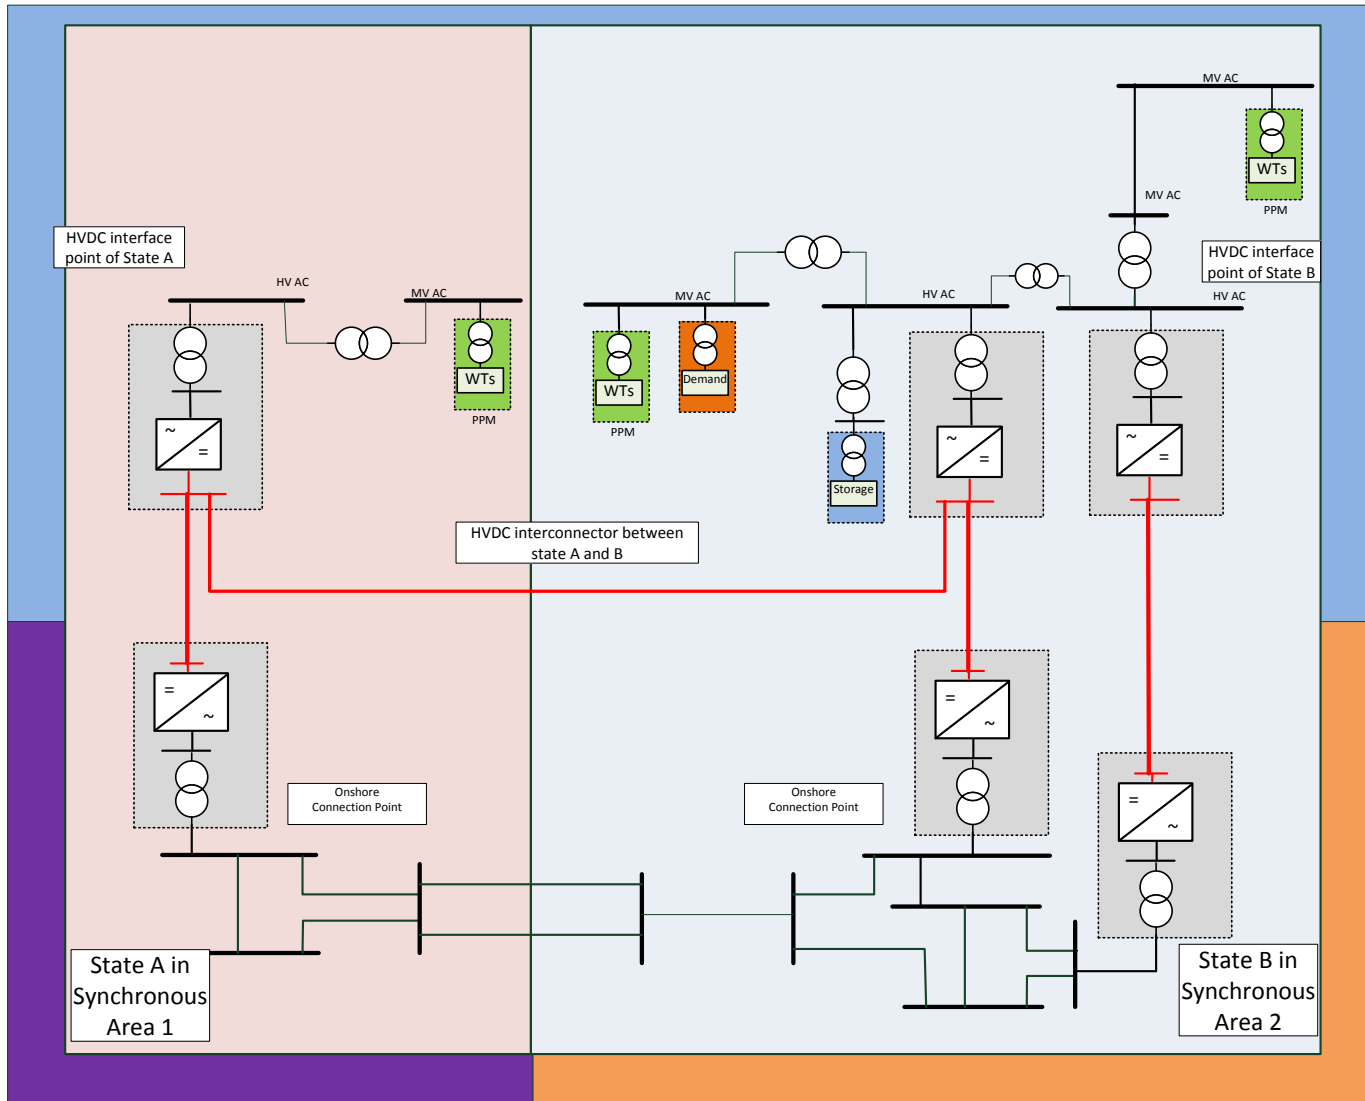 MV AC
WTs
PPM
MV AC
HVDC interface
point of State A
HVDC interface
point of State B
HV AC
MV AC
MV AC
HV AC
HV AC
WTs
PPM
WTs
PPM
Demand
~
=
~
=
~
=
Storage
HVDC interconnector between
state A and B
=
~
=
~
=
~
Onshore
Connection Point
Onshore
Connection Point
State A in
Synchronous
Area 1
State B in
Synchronous
Area 2